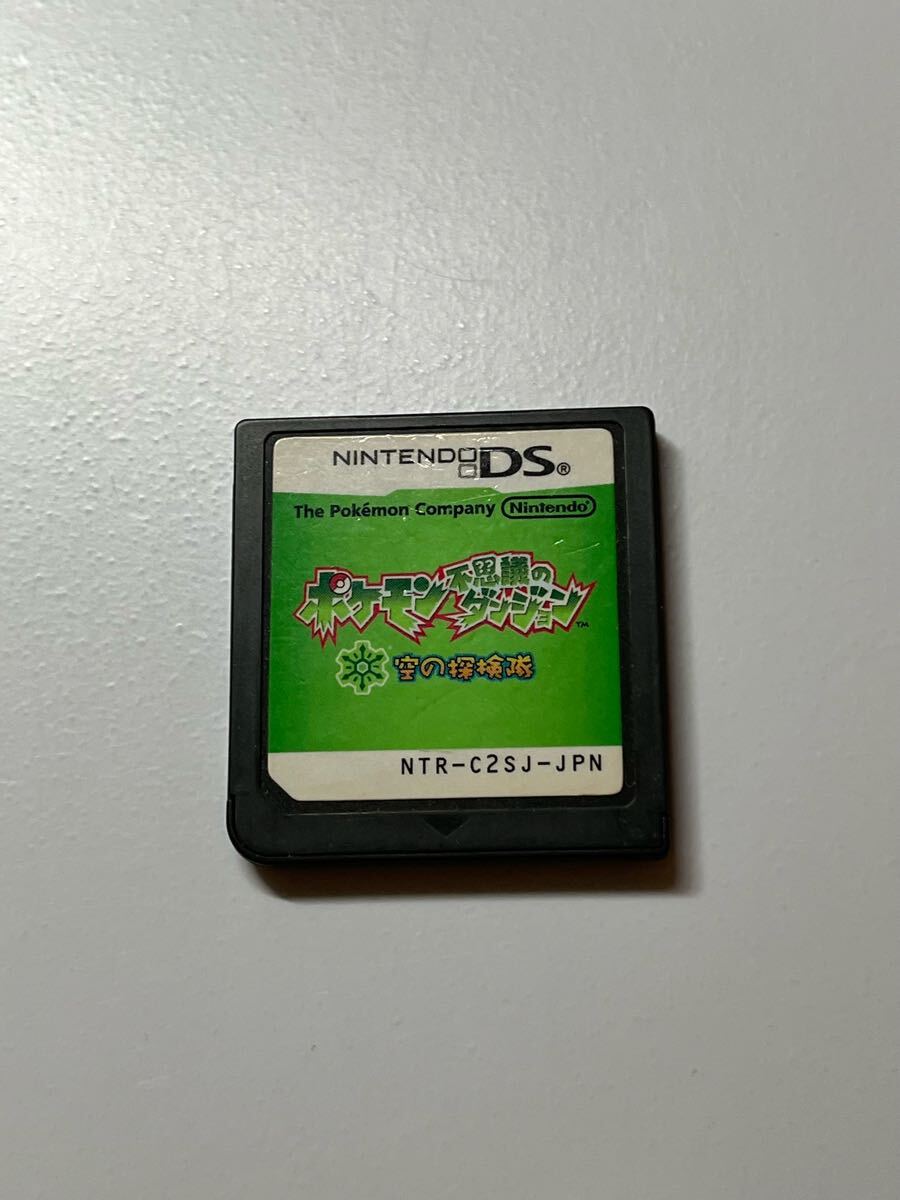 NINTENDO DS®
The Pokémon Company Nintendo®
ポケモン不思議のダンジョン™
空の探検隊
NTR-C2SJ-JPN